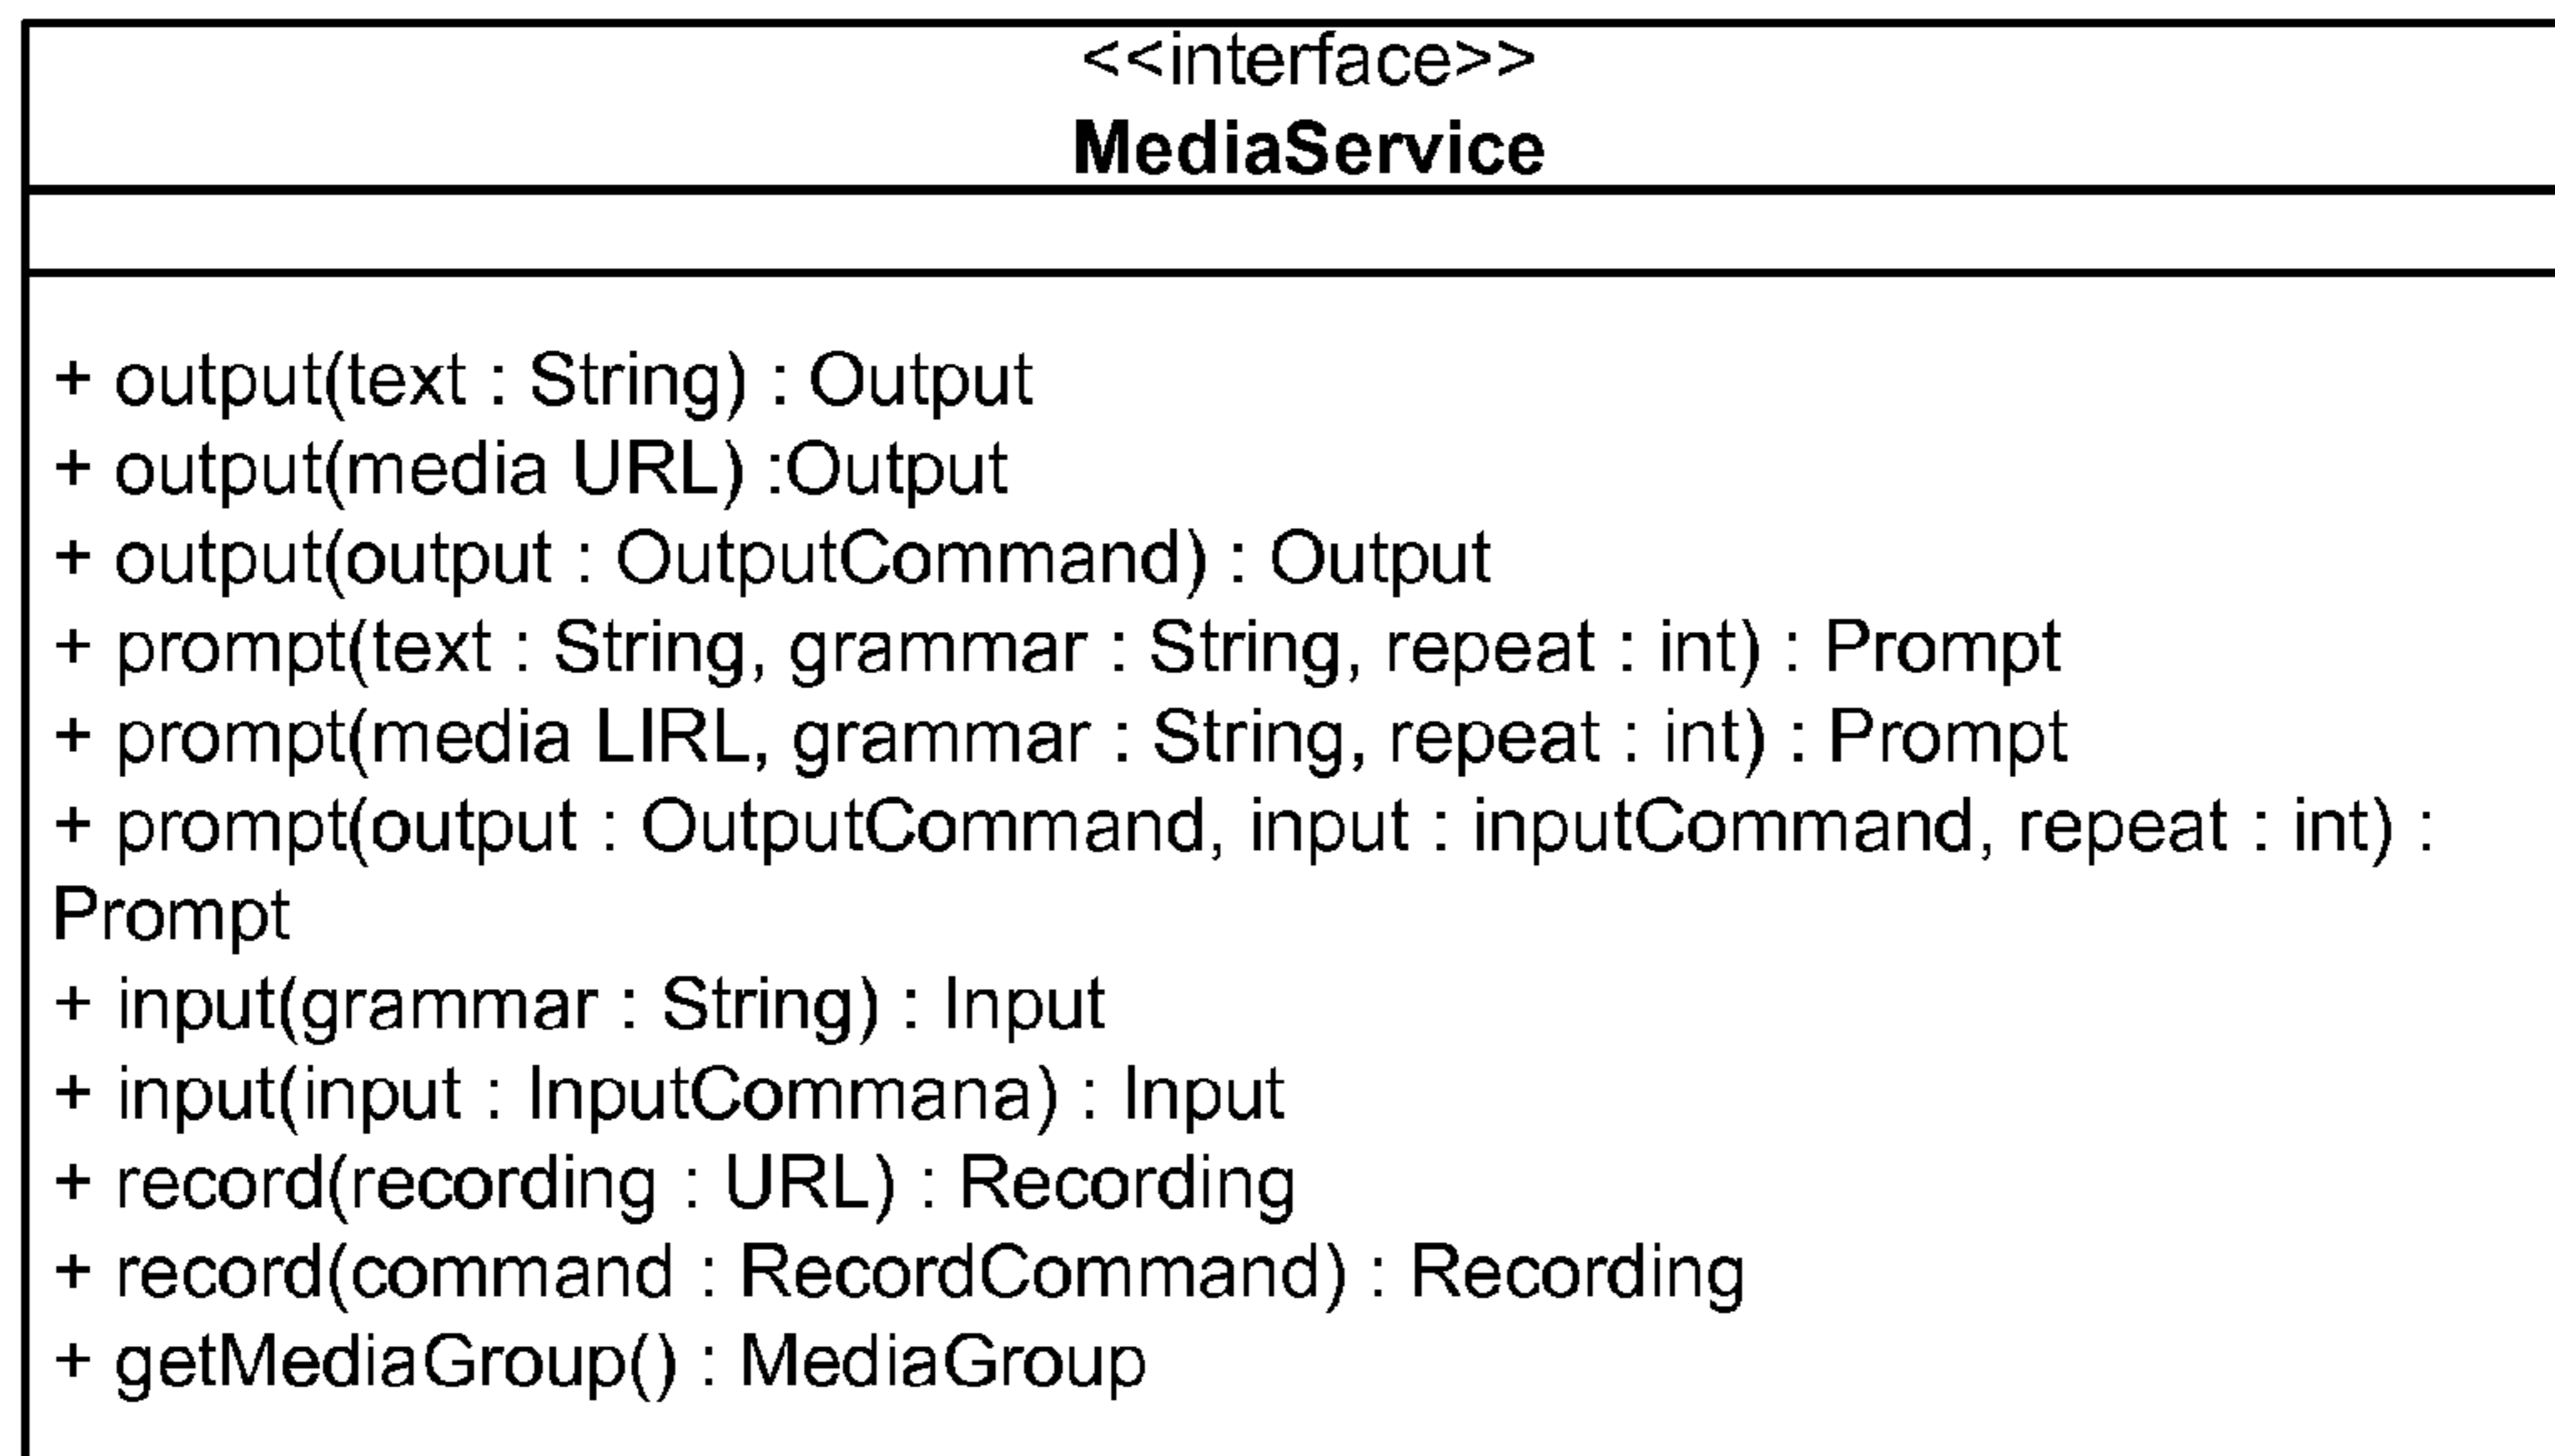 <<interface>>
MediaService
+ output(text : String) : Output
+ output(media URL) :Output
+ output(output : OutputCommand) : Output
+ prompt(text : String, grammar : String, repeat : int) : Prompt
+ prompt(media LIRL, grammar : String, repeat : int) : Prompt
+ prompt(output : OutputCommand, input : inputCommand, repeat : int) :
Prompt
+ input(grammar : String) : Input
+ input(input : InputCommana) : Input
+ record(recording : URL) : Recording
+ record(command : RecordCommand) : Recording
+ getMediaGroup() : MediaGroup